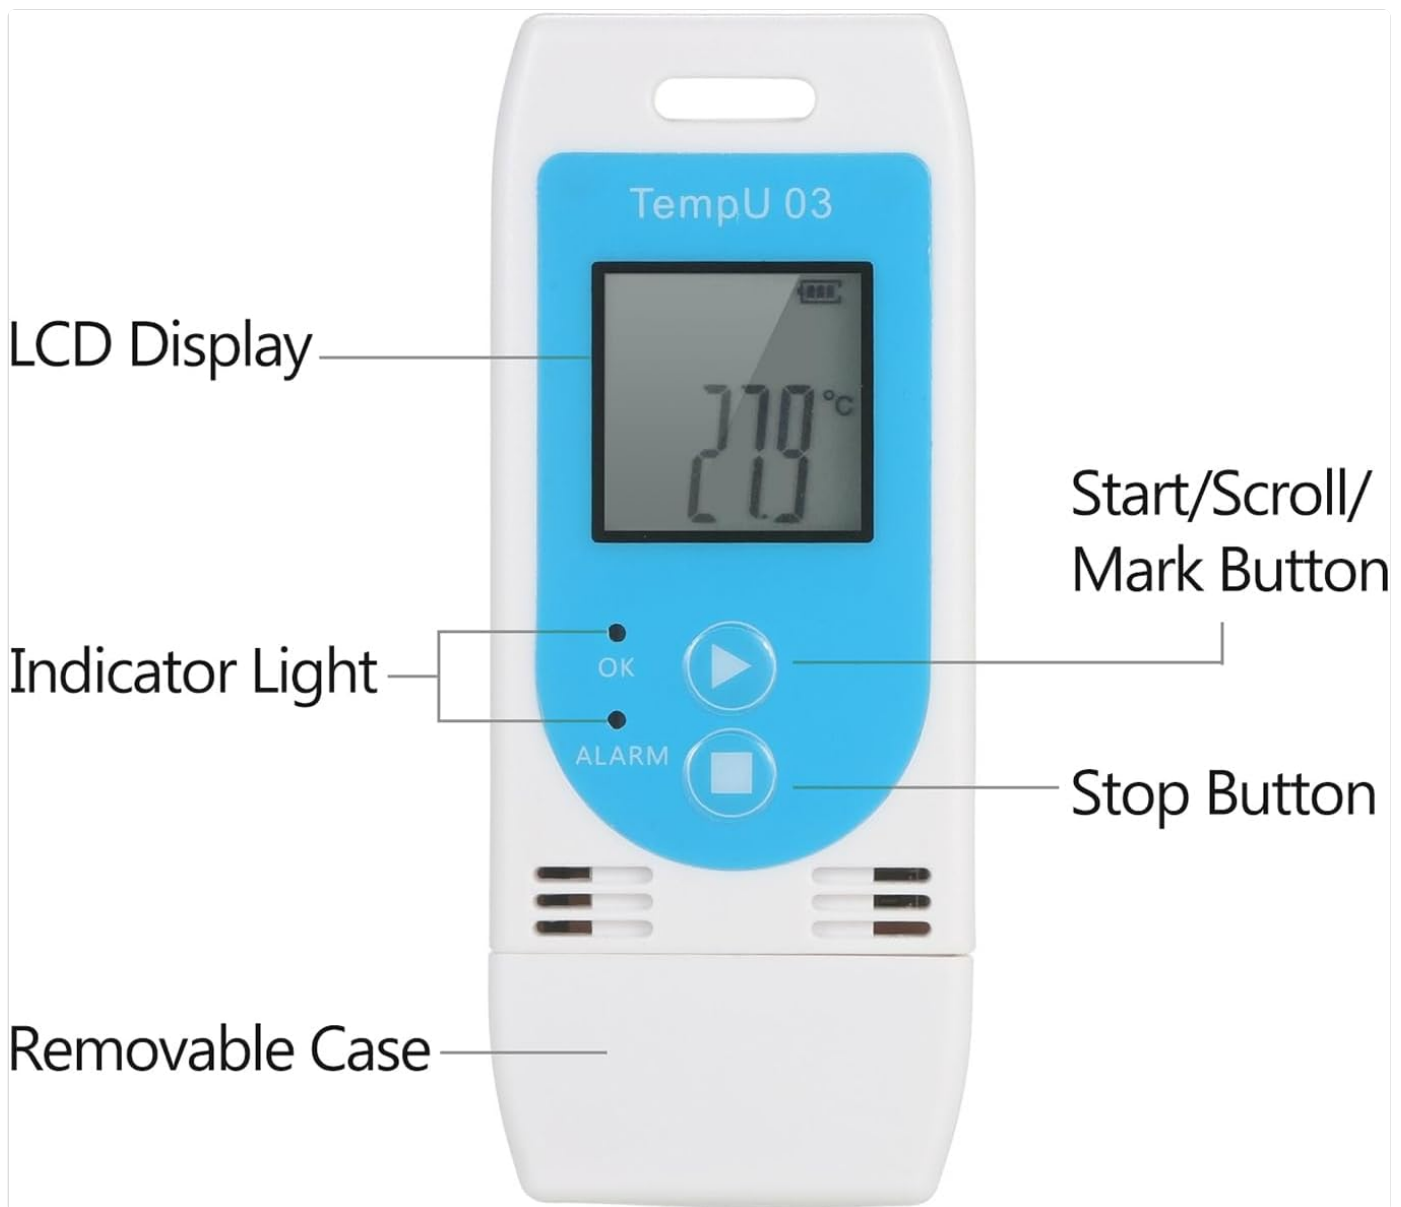 TempU 03
LCD Display
27.9 °C
Start/Scroll/
Mark Button
Indicator Light
OK
ALARM
Stop Button
Removable Case